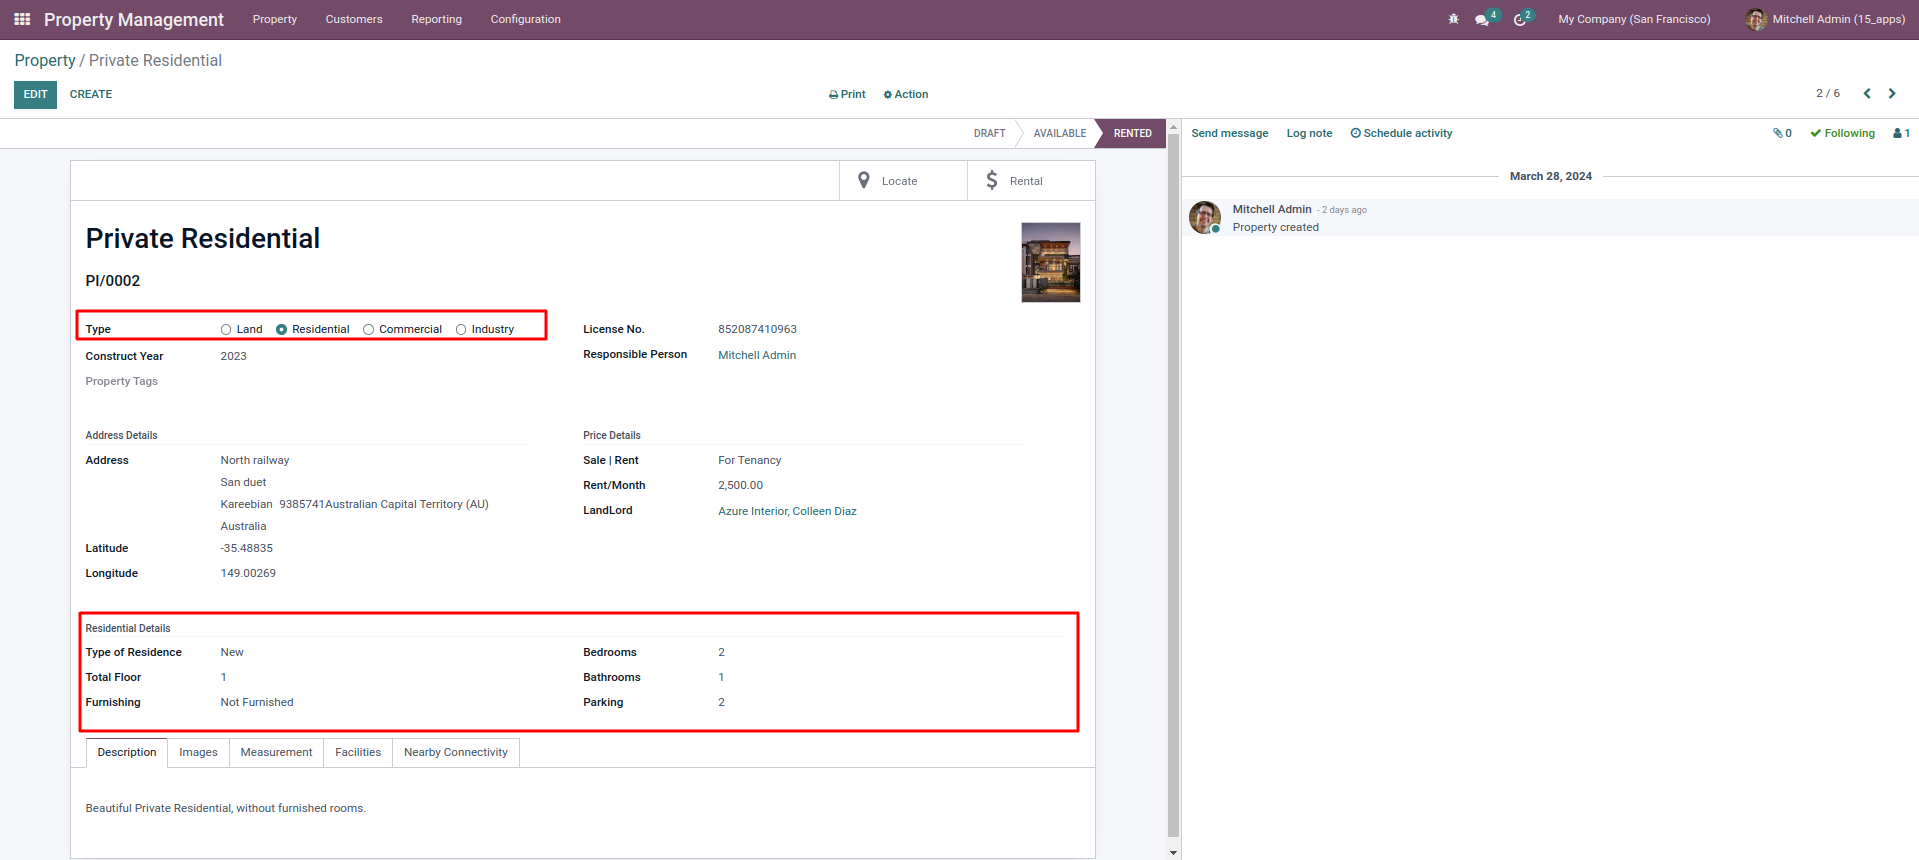 Property Management Property Customers Reporting Configuration 4 2 My Company (San Francisco) Mitchell Admin (15_apps)
Property / Private Residential
EDIT CREATE Print Action 2 / 6
DRAFT AVAILABLE RENTED Send message Log note Schedule activity 0 Following 1
Locate Rental
March 28, 2024
Mitchell Admin - 2 days ago
Property created
Private Residential
PI/0002
Type Land Residential Commercial Industry
Construct Year 2023
Property Tags
License No. 852087410963
Responsible Person Mitchell Admin
Address Details
Address North railway
San duet
Kareebian 9385741Australian Capital Territory (AU)
Australia
Latitude -35.48835
Longitude 149.00269
Price Details
Sale | Rent For Tenancy
Rent/Month 2,500.00
LandLord Azure Interior, Colleen Diaz
Residential Details
Type of Residence New
Total Floor 1
Furnishing Not Furnished
Bedrooms 2
Bathrooms 1
Parking 2
Description Images Measurement Facilities Nearby Connectivity
Beautiful Private Residential, without furnished rooms.